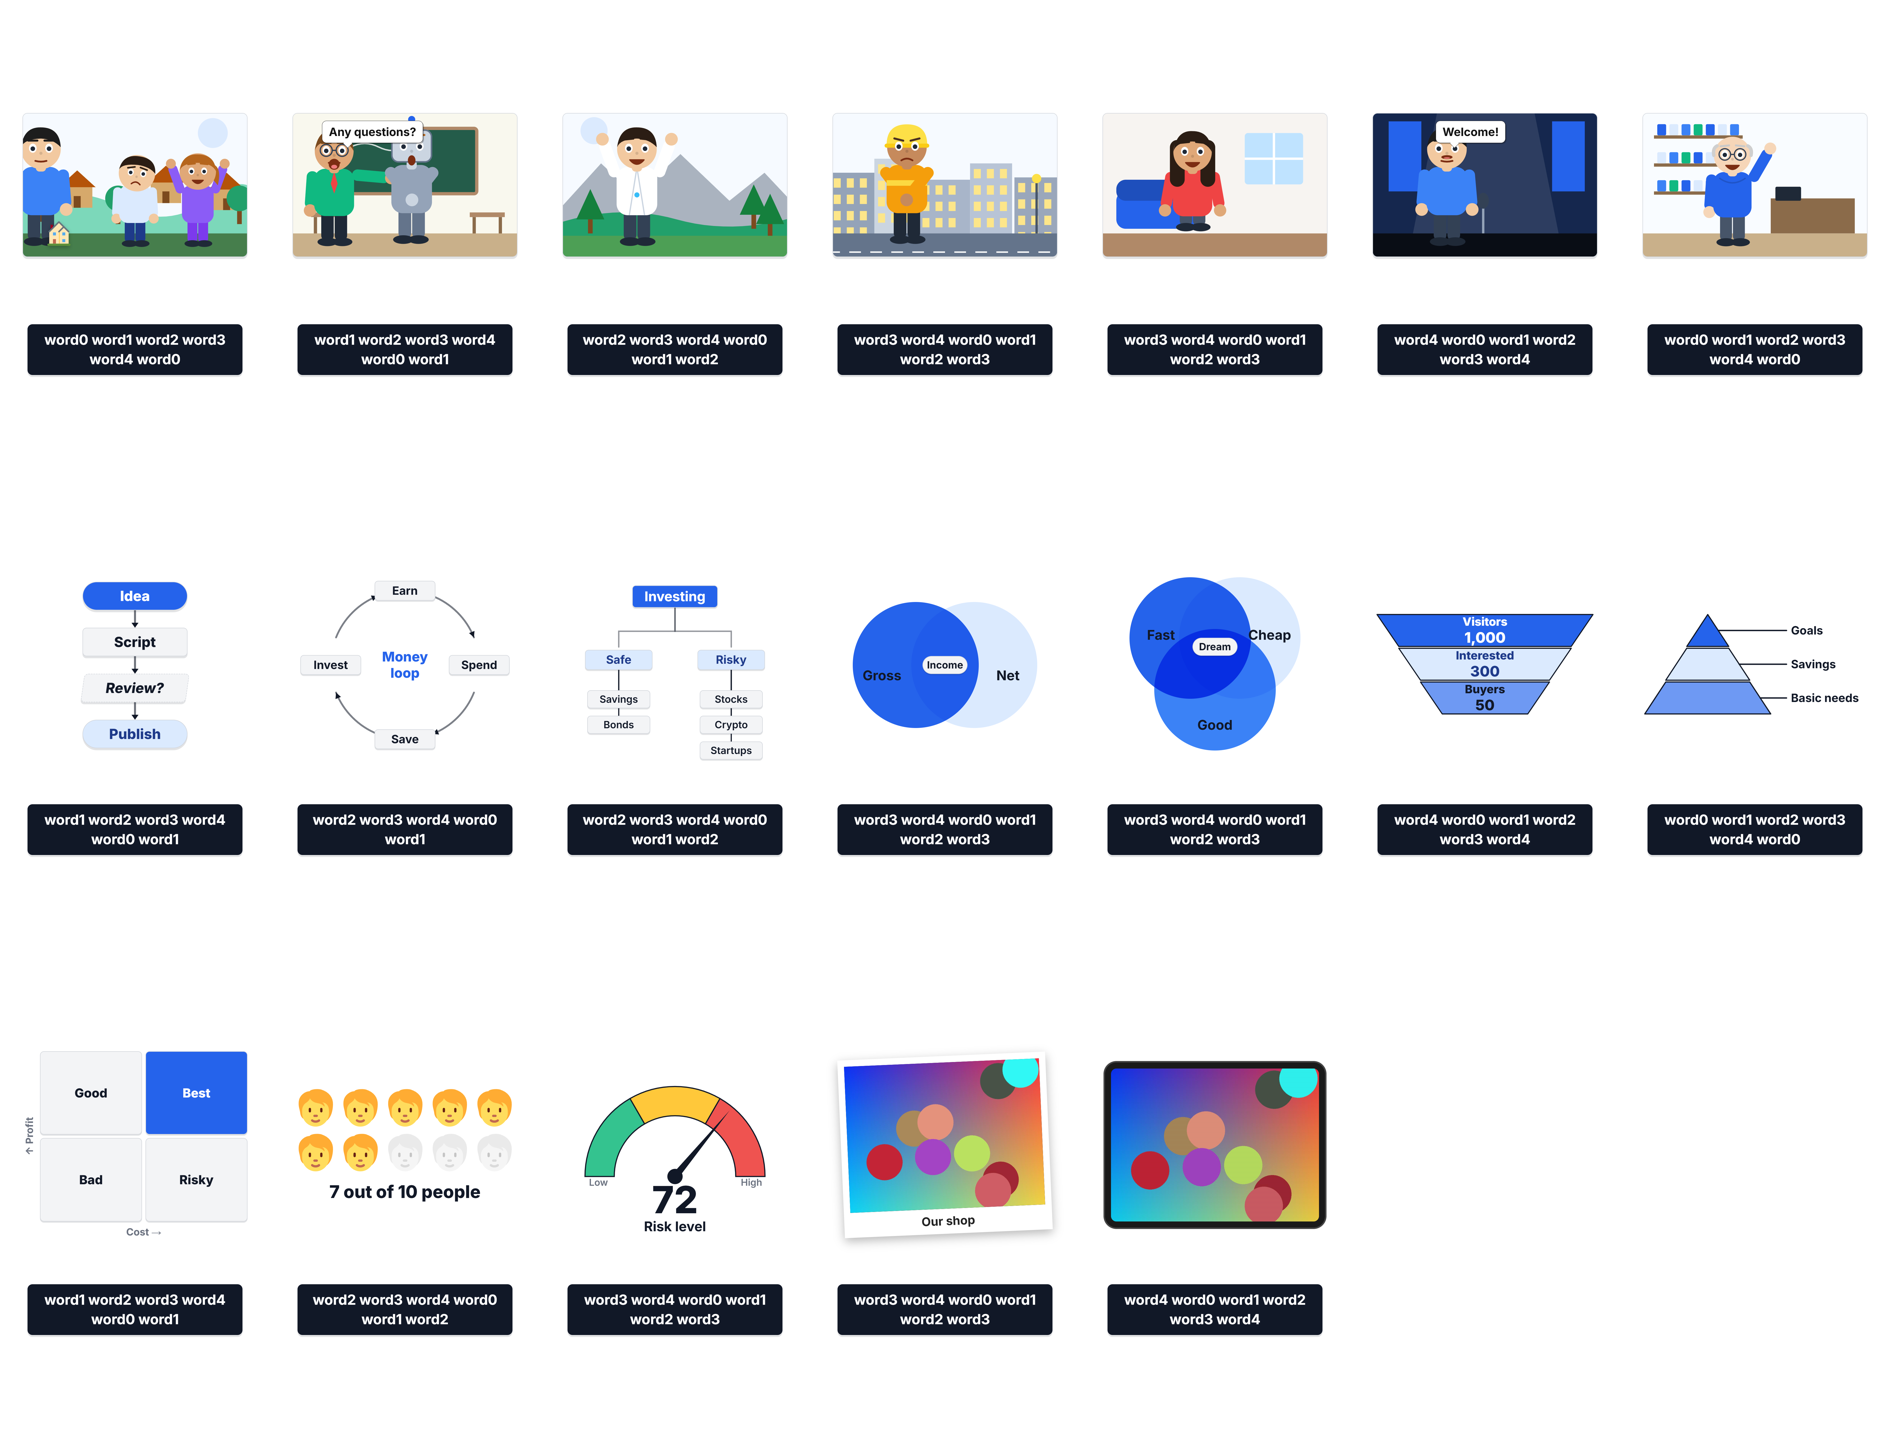 Any questions?
Welcome!
word0 word1 word2 word3
word4 word0
word1 word2 word3 word4
word0 word1
word2 word3 word4 word0
word1 word2
word3 word4 word0 word1
word2 word3
word3 word4 word0 word1
word2 word3
word4 word0 word1 word2
word3 word4
word0 word1 word2 word3
word4 word0
Idea
Script
Review?
Publish
Earn
Invest
Money
loop
Spend
Save
Investing
Safe
Risky
Savings
Stocks
Bonds
Crypto
Startups
Gross
Income
Net
Fast
Cheap
Dream
Good
Visitors
1,000
Interested
300
Buyers
50
Goals
Savings
Basic needs
word1 word2 word3 word4
word0 word1
word2 word3 word4 word0
word1
word2 word3 word4 word0
word1 word2
word3 word4 word0 word1
word2 word3
word3 word4 word0 word1
word2 word3
word4 word0 word1 word2
word3 word4
word0 word1 word2 word3
word4 word0
↑ Profit
Good
Best
Bad
Risky
Cost →
7 out of 10 people
Low
High
72
Risk level
Our shop
word1 word2 word3 word4
word0 word1
word2 word3 word4 word0
word1 word2
word3 word4 word0 word1
word2 word3
word3 word4 word0 word1
word2 word3
word4 word0 word1 word2
word3 word4